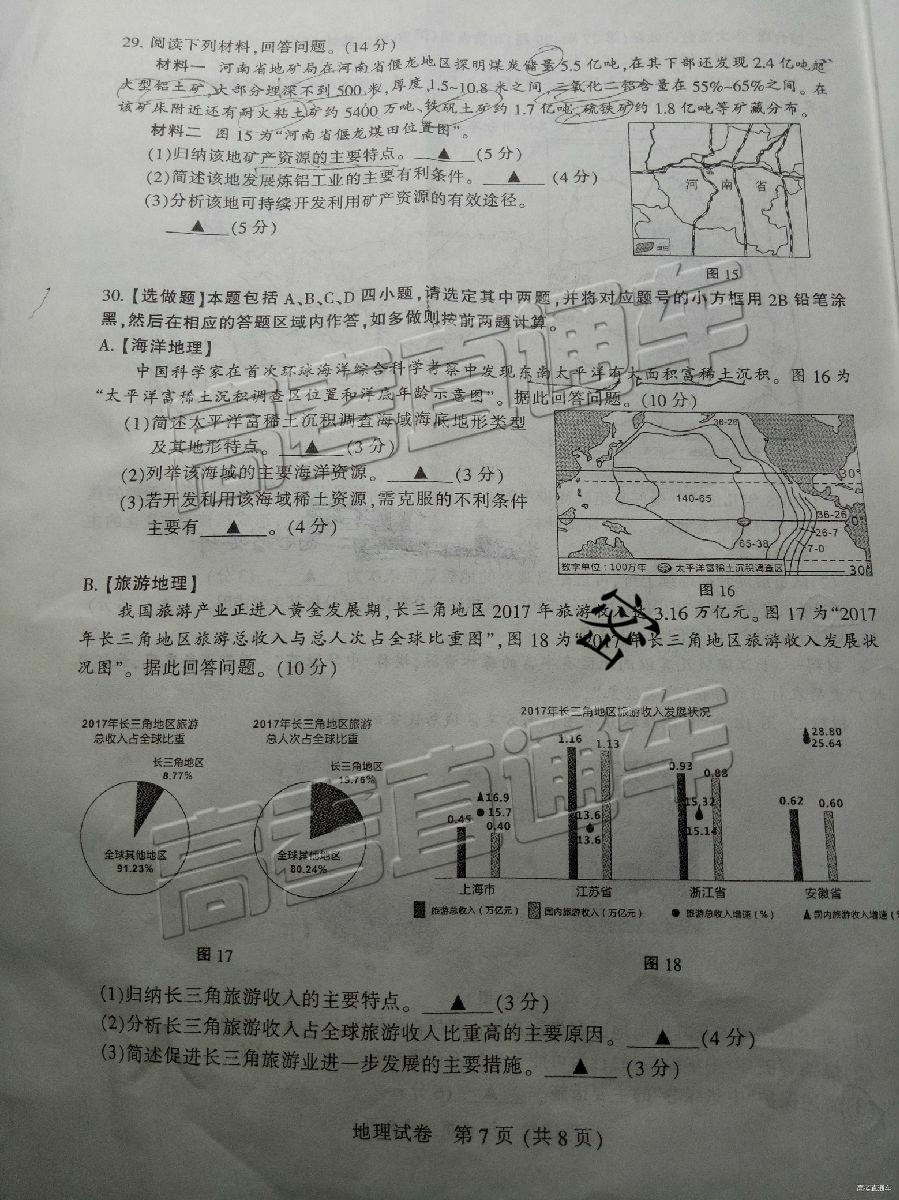 29. 阅读下列材料,回答问题。(14分)
材料一 河南省地矿局在河南省偃龙地区探明煤炭储量5.5亿吨,在其下部还发现2.4亿吨超
大型铝土矿,大部分埋深不到500米,厚度1.5~10.8米之间,三氧化二铝含量在55%~65%之间。在
该矿床附近还有耐火粘土矿约5400万吨、铁矾土矿约1.7亿吨、硫铁矿约1.8亿吨等矿藏分布。
材料二 图15为“河南省偃龙煤田位置图”。
(1)归纳该地矿产资源的主要特点。 ▲ (5分)
(2)简述该地发展炼铝工业的主要有利条件。 ▲ (4分)
(3)分析该地可持续开发利用矿产资源的有效途径。
▲ (5分)
河 南 省
图15
30.【选做题】本题包括A、B、C、D四小题,请选定其中两题,并将对应题号的小方框用2B铅笔涂
黑,然后在相应的答题区域内作答,如多做则按前两题计算。
A.【海洋地理】
中国科学家在首次环球海洋综合科学考察中发现东南太平洋有大面积富稀土沉积。图16为
“太平洋富稀土沉积调查区位置和洋底年龄示意图”。据此回答问题。(10分)
(1)简述太平洋富稀土沉积调查海域海底地形类型
及其地形特点。 ▲ (3分)
(2)列举该海域的主要海洋资源。 ▲ (3分)
(3)若开发利用该海域稀土资源,需克服的不利条件
主要有 ▲ 。(4分)
36-26
30°
140-65
36-26
0°
26-7
65-38
7-0
数字单位:100万年 太平洋富稀土沉积调查区
30°
图16
B.【旅游地理】
我国旅游产业正进入黄金发展期,长三角地区2017年旅游收入达3.16万亿元。图17为“2017
年长三角地区旅游总收入与总人次占全球比重图”,图18为“2017年长三角地区旅游收入发展状
况图”。据此回答问题。(10分)
2017年长三角地区旅游
总收入占全球比重
长三角地区
8.77%
全球其他地区
91.23%
2017年长三角地区旅游
总人次占全球比重
长三角地区
19.76%
全球其他地区
80.24%
图17
2017年长三角地区旅游收入发展状况
0.45 0.40 ▲16.9 ●15.7
1.16 1.13 13.6 13.6
0.93 0.88 15.32 15.14
0.62 0.60 28.80 25.64
上海市 江苏省 浙江省 安徽省
旅游总收入(万亿元) 国内旅游收入(万亿元) ●旅游总收入增速(%) ▲国内旅游收入增速(%
图18
(1)归纳长三角旅游收入的主要特点。 ▲ (3分)
(2)分析长三角旅游收入占全球旅游收入比重高的主要原因。 ▲ (4分)
(3)简述促进长三角旅游业进一步发展的主要措施。 ▲ (3分)
地理试卷 第7页(共8页)
高考直通车
高考直通车
高考直通车